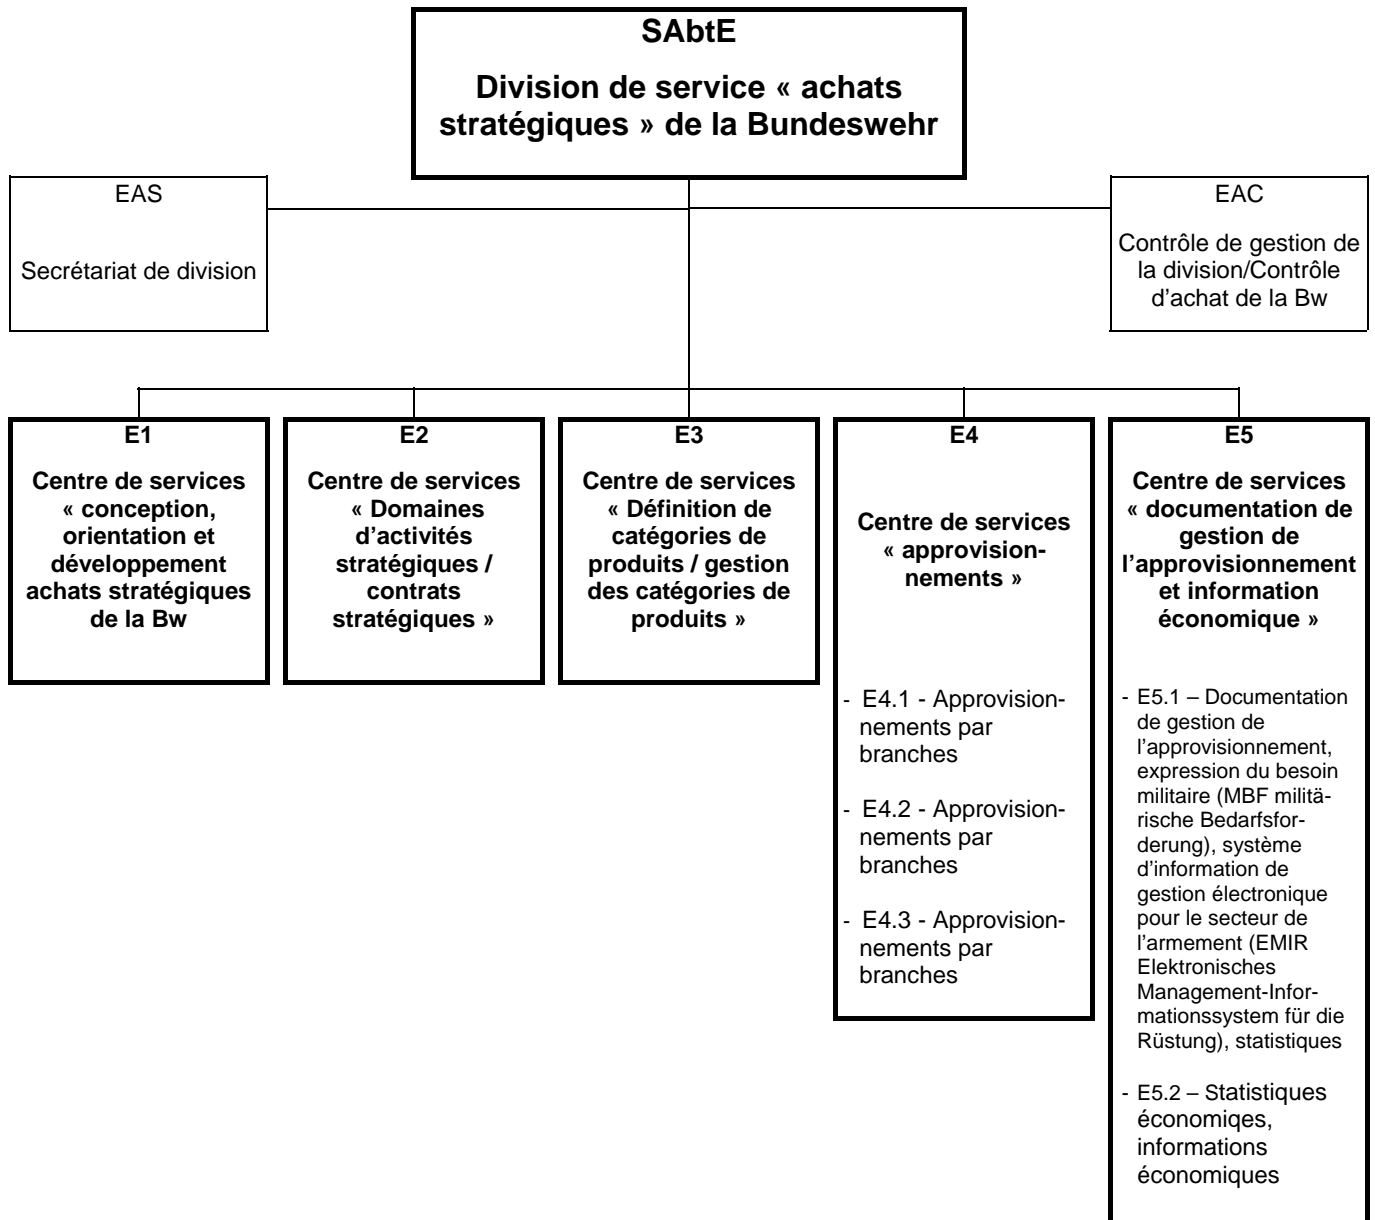 SAbtE
Division de service « achats
stratégiques » de la Bundeswehr
EAS
Secrétariat de division
EAC
Contrôle de gestion de
la division/Contrôle
d’achat de la Bw
E1
Centre de services
« conception,
orientation et
développement
achats stratégiques
de la Bw
E2
Centre de services
« Domaines
d’activités
stratégiques /
contrats
stratégiques »
E3
Centre de services
« Définition de
catégories de
produits / gestion
des catégories de
produits »
E4
Centre de services
« approvision-
nements »
- E4.1 - Approvision-
nements par
branches
- E4.2 - Approvision-
nements par
branches
- E4.3 - Approvision-
nements par
branches
E5
Centre de services
« documentation de
gestion de
l’approvisionnement
et information
économique »
- E5.1 – Documentation
de gestion de
l’approvisionnement,
expression du besoin
militaire (MBF militä-
rische Bedarfsfor-
derung), système
d’information de
gestion électronique
pour le secteur de
l’armement (EMIR
Elektronisches
Management-Infor-
mationssystem für die
Rüstung), statistiques
- E5.2 – Statistiques
économiqes,
informations
économiques